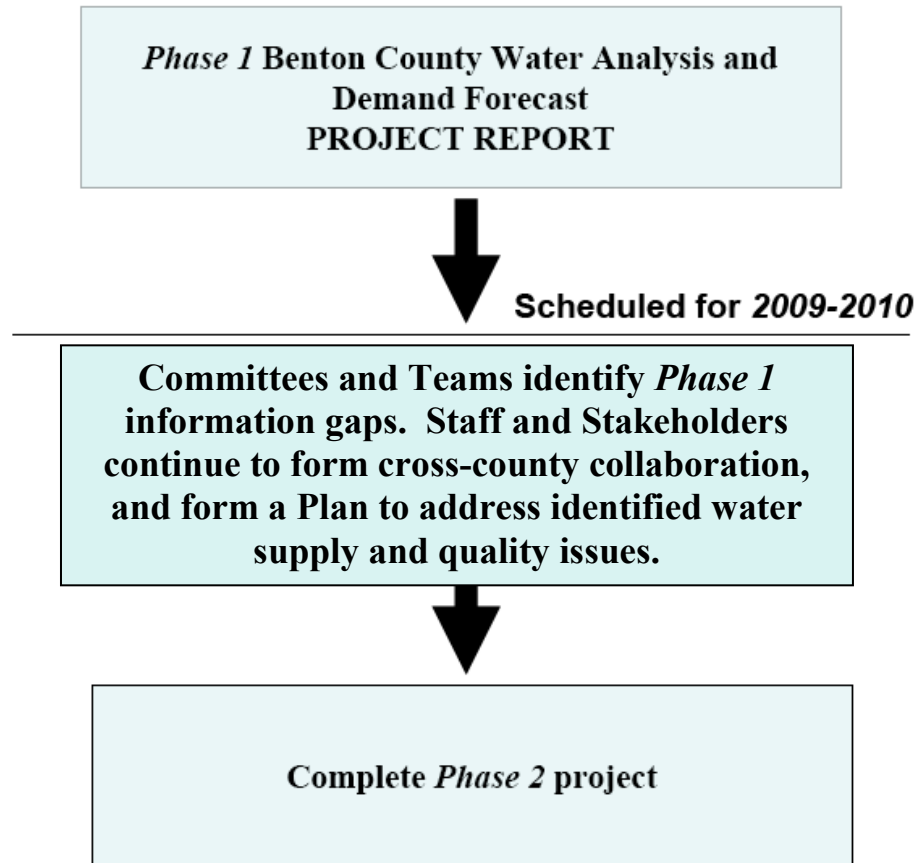 Phase 1 Benton County Water Analysis and
Demand Forecast
PROJECT REPORT
Scheduled for 2009-2010
Committees and Teams identify Phase 1
information gaps. Staff and Stakeholders
continue to form cross-county collaboration,
and form a Plan to address identified water
supply and quality issues.
Complete Phase 2 project